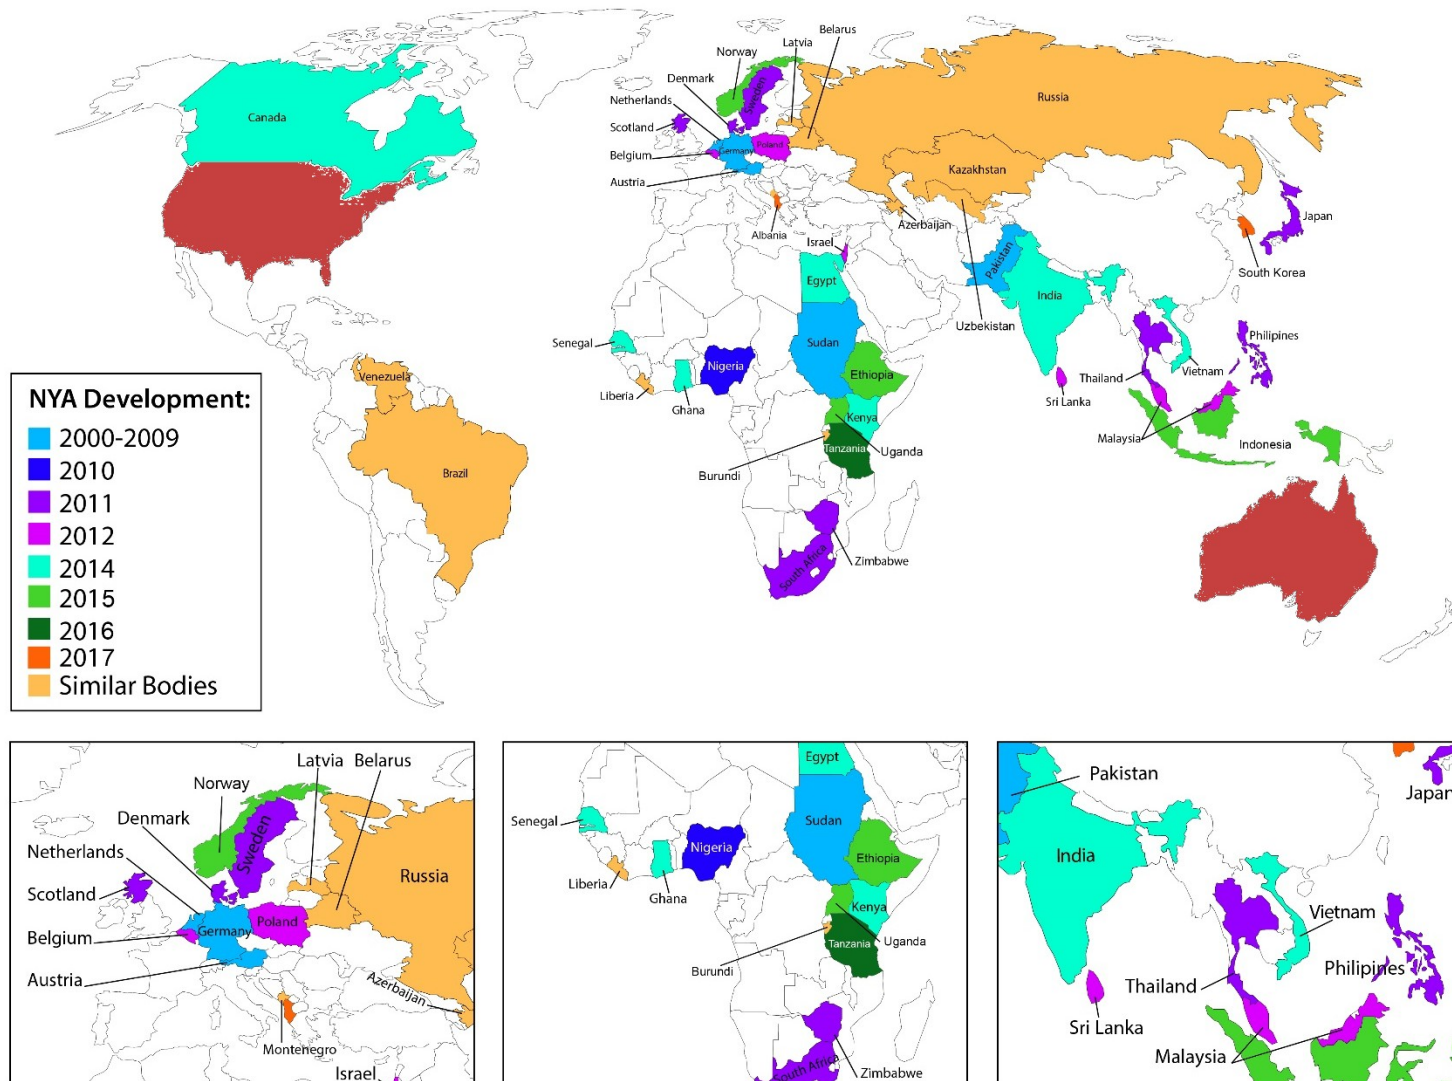 Canada
Norway
Latvia
Belarus
Denmark
Netherlands
Sweden
Russia
Scotland
Belgium
Germany
Poland
Austria
Kazakhstan
Albania
Azerbaijan
Israel
Japan
South Korea
Pakistan
Egypt
India
Uzbekistan
Senegal
Sudan
Philipines
Nigeria
Ethiopia
Venezuela
Liberia
Ghana
Thailand
Vietnam
Sri Lanka
Kenya
Malaysia
Indonesia
Tanzania
Uganda
Burundi
Brazil
South Africa
Zimbabwe
NYA Development:
2000-2009
2010
2011
2012
2014
2015
2016
2017
Similar Bodies
Latvia
Belarus
Norway
Denmark
Netherlands
Sweden
Scotland
Russia
Belgium
Germany
Poland
Austria
Azerbaijan
Montenegro
Israel
Egypt
Senegal
Sudan
Nigeria
Ethiopia
Liberia
Ghana
Kenya
Uganda
Tanzania
Burundi
South Africa
Zimbabwe
Pakistan
Japan
India
Vietnam
Philipines
Thailand
Sri Lanka
Malaysia